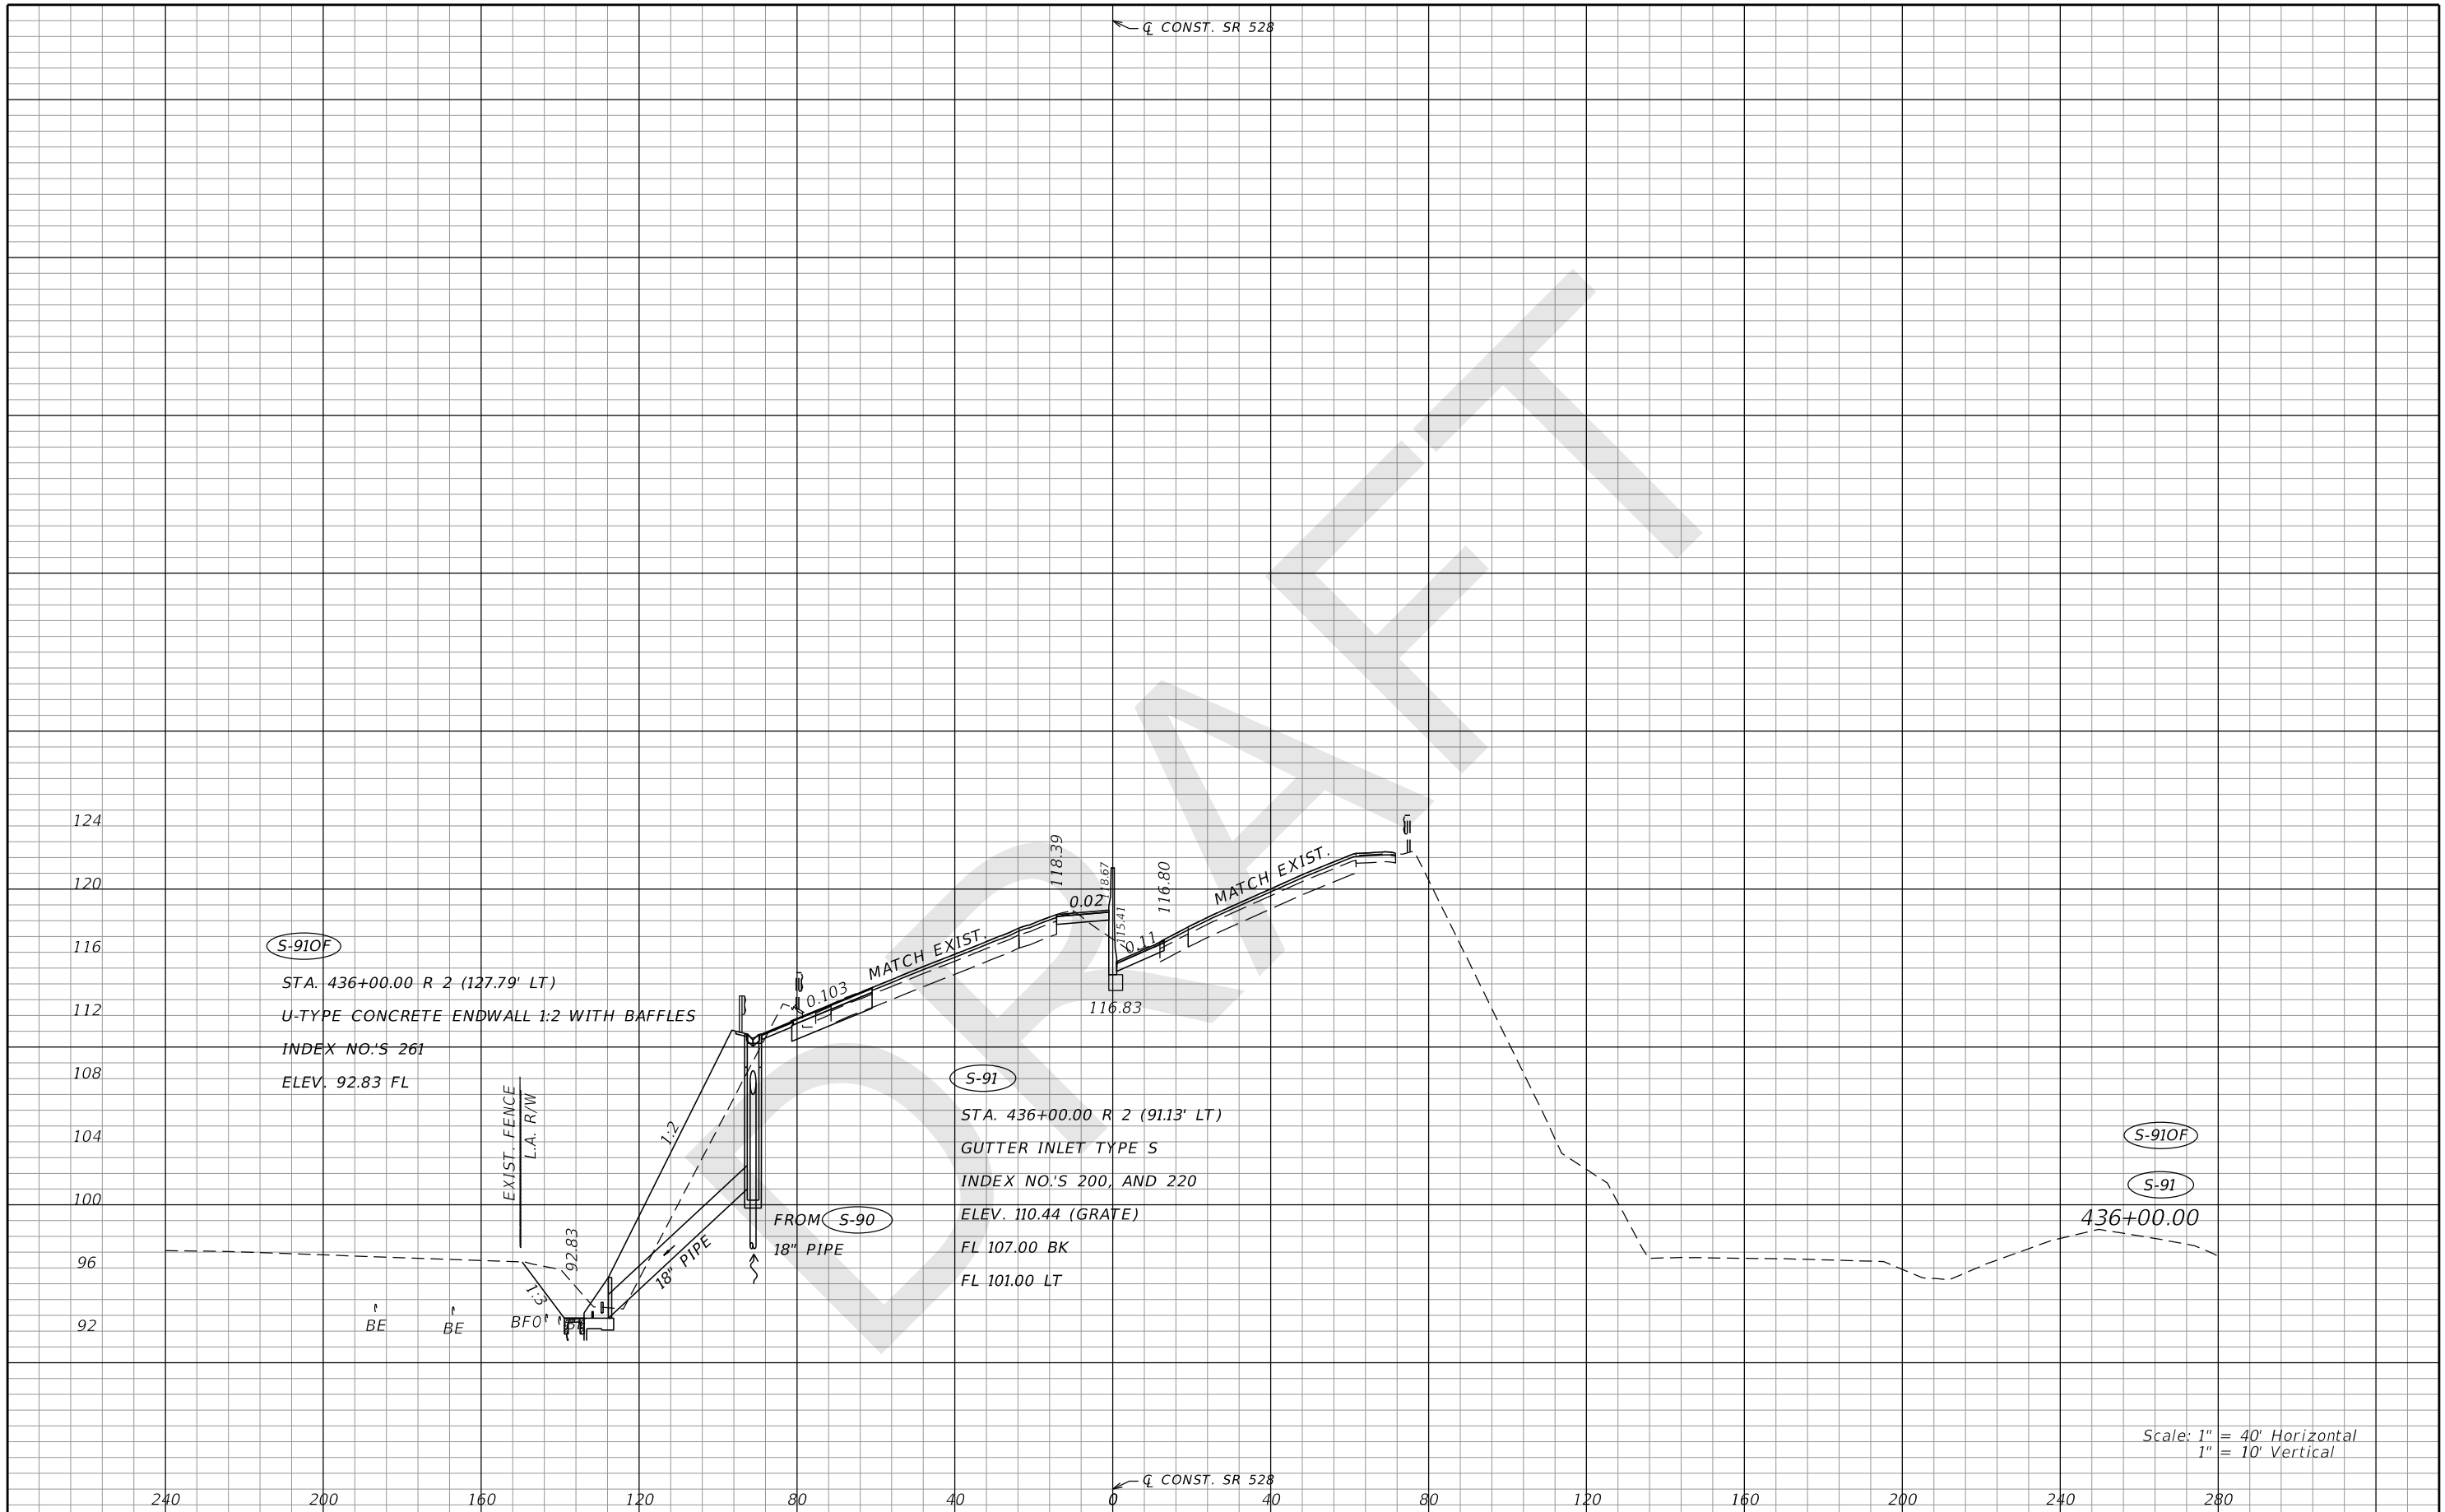 ℄ CONST. SR 528
DRAFT
124
120
116
112
108
104
100
96
92
S-91OF
STA. 436+00.00 R 2 (127.79' LT)
U-TYPE CONCRETE ENDWALL 1:2 WITH BAFFLES
INDEX NO.'S 261
ELEV. 92.83 FL
EXIST. FENCE
L.A. R/W
1:3
92.83
BE
BE
BFO
1:2
18" PIPE
FROM S-90
18" PIPE
0.103
MATCH EXIST.
118.39
0.02
118.67
115.41
0.11
116.80
116.83
MATCH EXIST.
S-91
STA. 436+00.00 R 2 (91.13' LT)
GUTTER INLET TYPE S
INDEX NO.'S 200, AND 220
ELEV. 110.44 (GRATE)
FL 107.00 BK
FL 101.00 LT
S-91OF
S-91
436+00.00
Scale: 1" = 40' Horizontal
1" = 10' Vertical
℄ CONST. SR 528
240 200 160 120 80 40 0 40 80 120 160 200 240 280